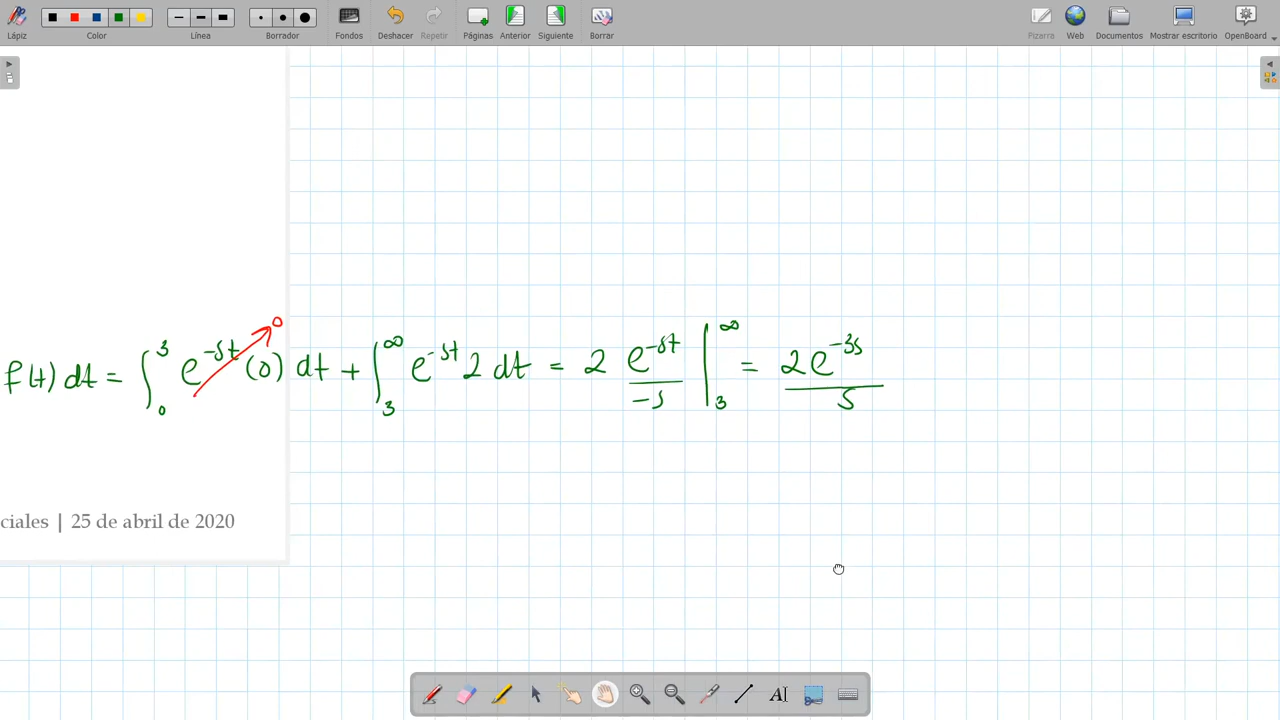 Lápiz Color Línea Borrador Fondos Deshacer Repetir Páginas Anterior Siguiente Borrar Pizarra Web Documentos Mostrar escritorio OpenBoard
f(t) dt = ∫₀³ e^{-st} (0) dt + ∫₃^∞ e^{-st} 2 dt = 2 e^{-st}/-s |₃^∞ = 2e^{-3s}/s
0
ciales | 25 de abril de 2020
AI